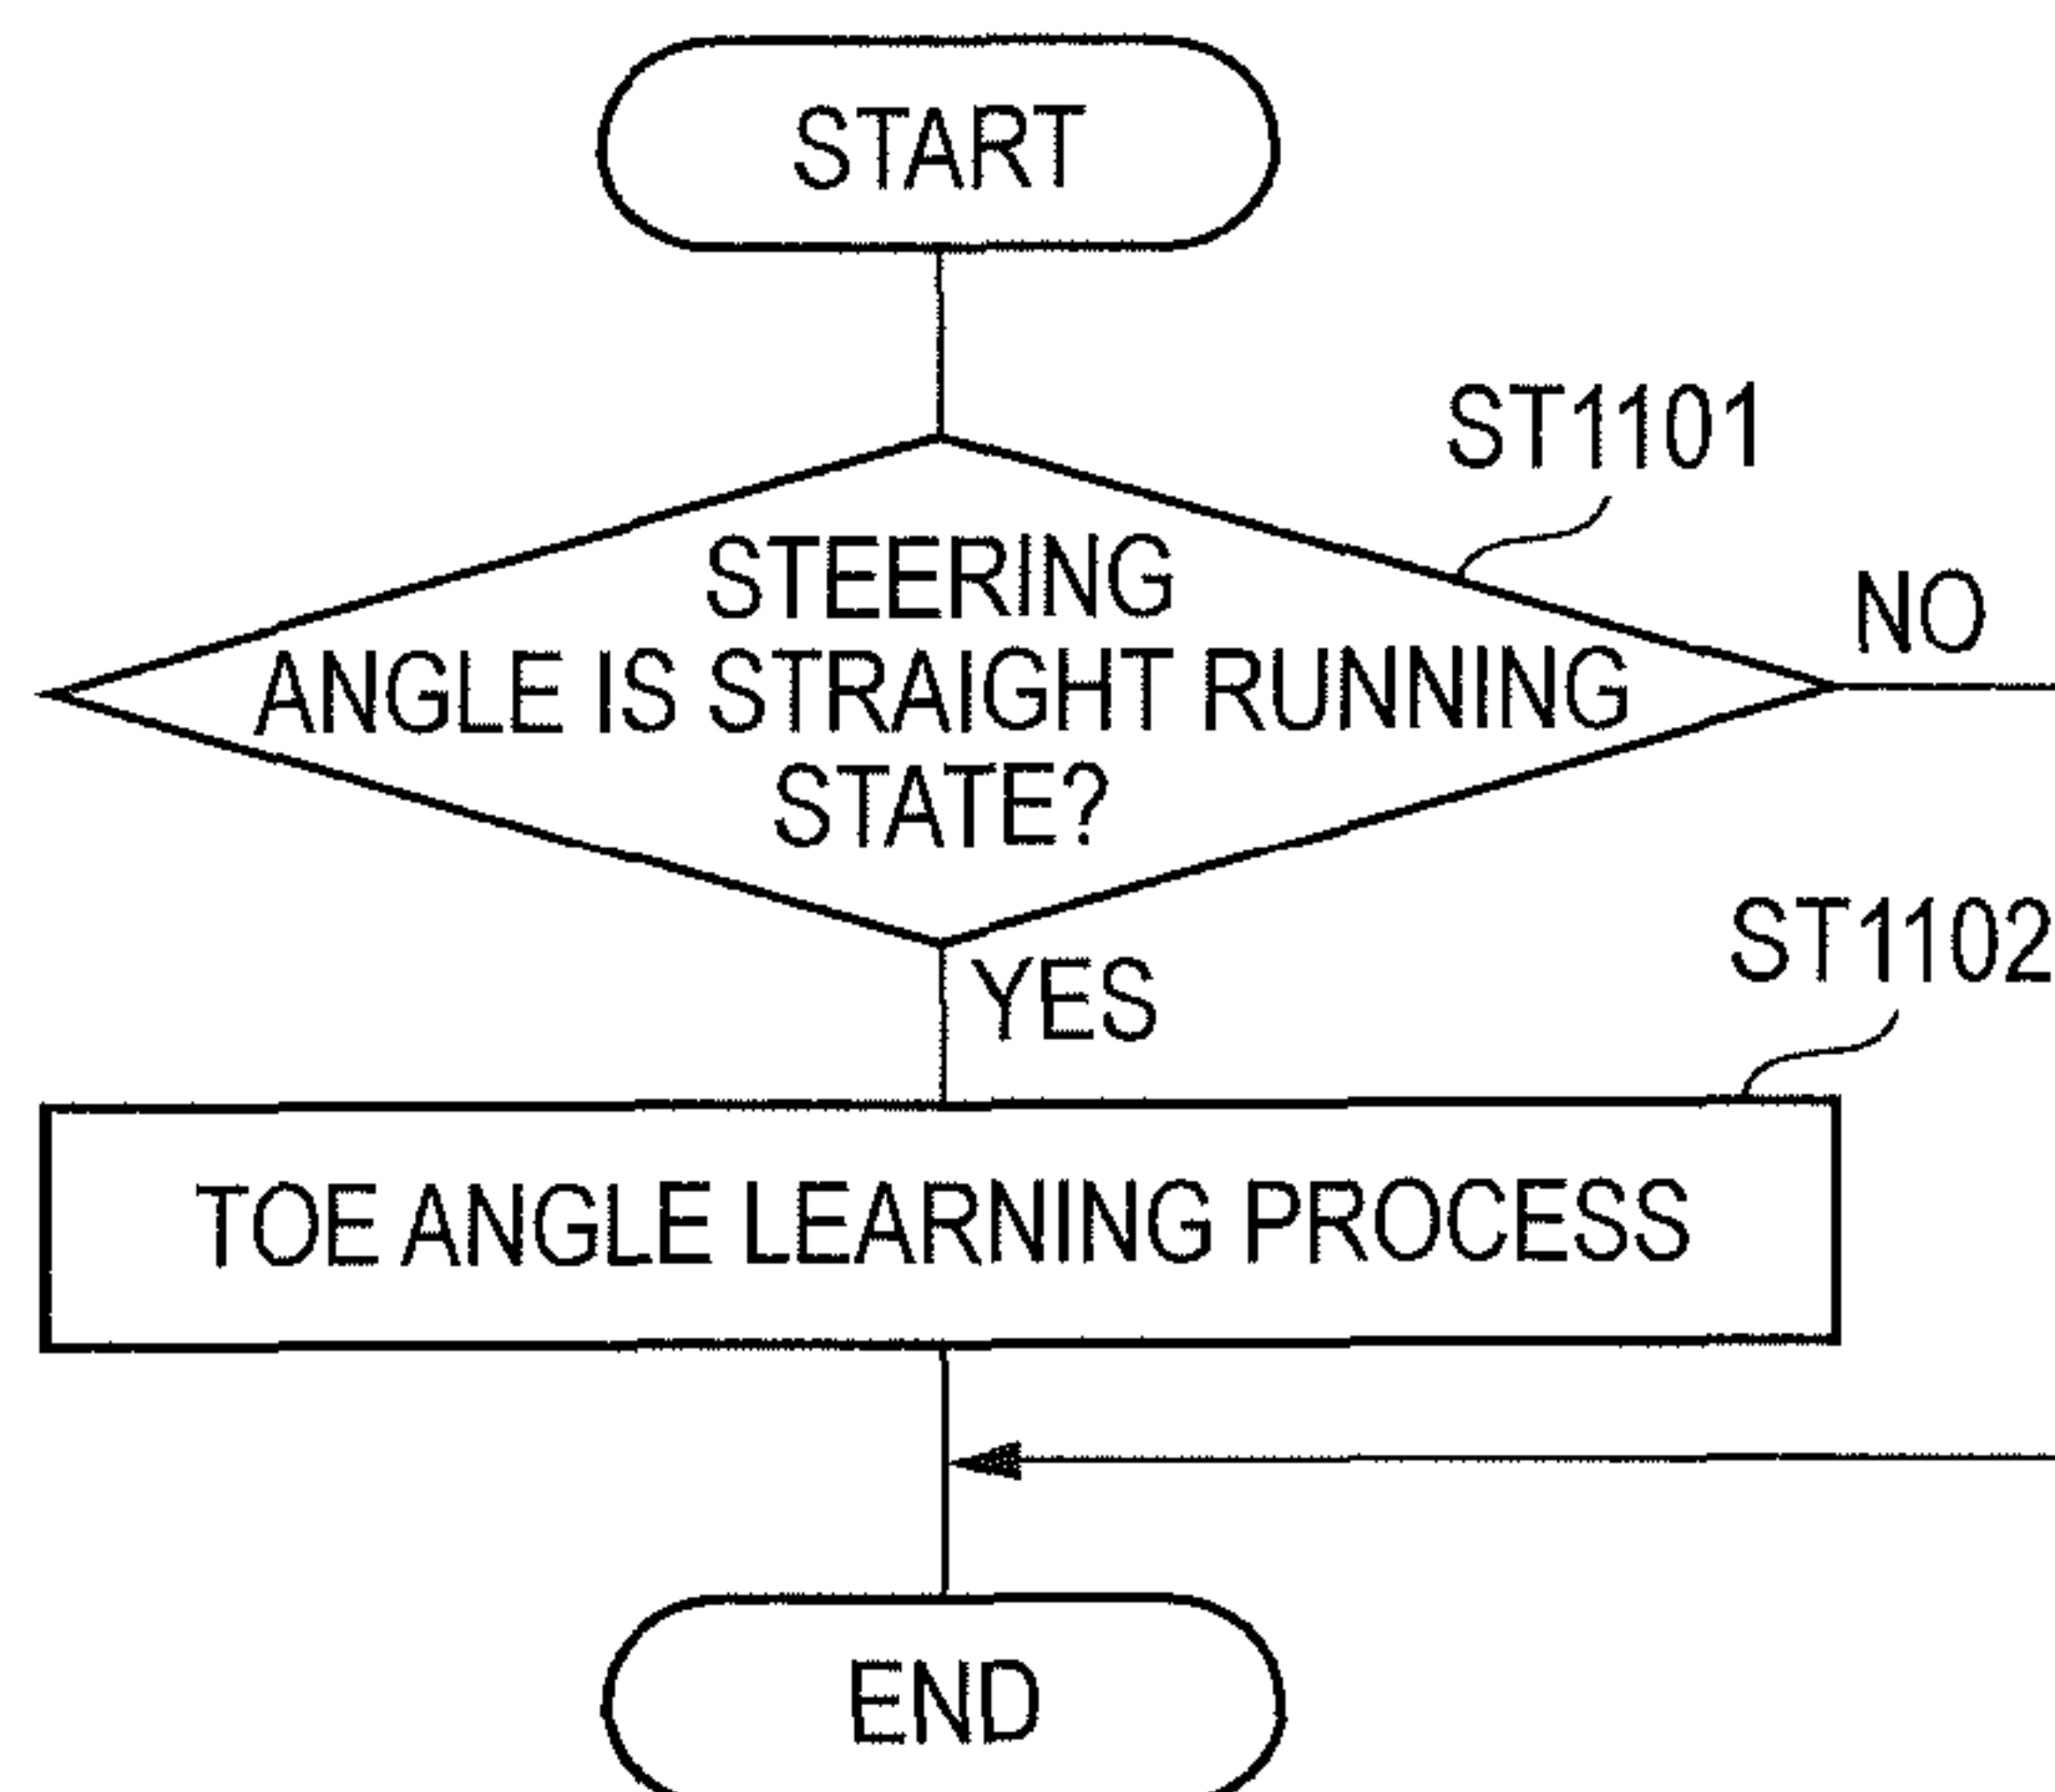 START
ST1101
STEERING
ANGLE IS STRAIGHT RUNNING
STATE?
NO
YES
ST1102
TOE ANGLE LEARNING PROCESS
END